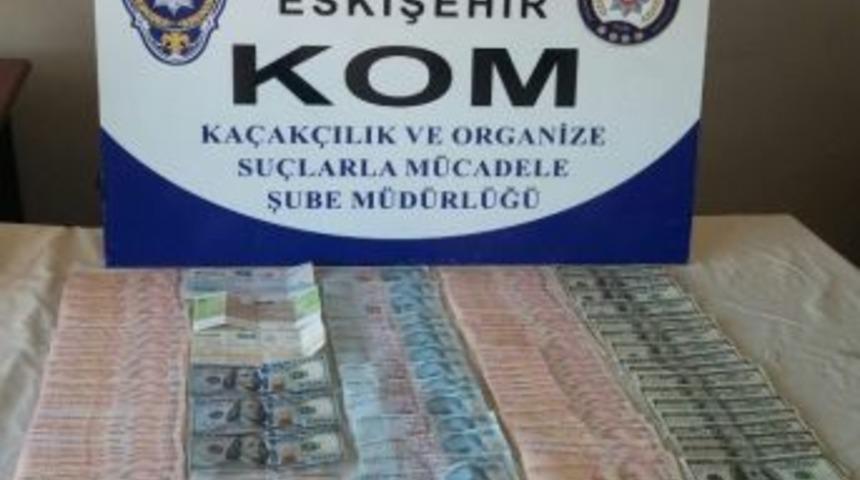 ESKİŞEHİR
KOM
KAÇAKÇILIK VE ORGANİZE
SUÇLARLA MÜCADELE
ŞUBE MÜDÜRLÜĞÜ